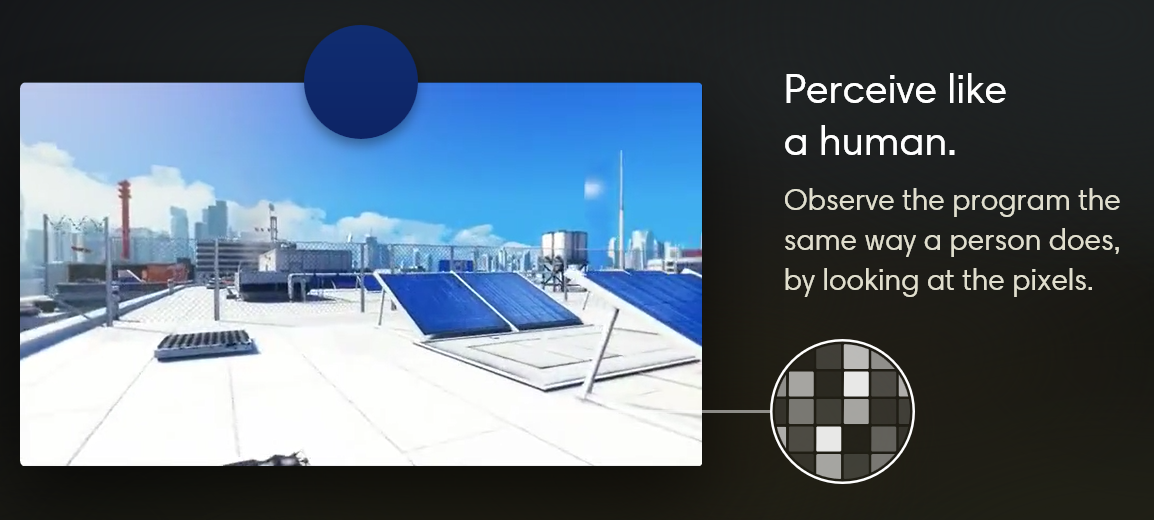 Perceive like
a human.
Observe the program the
same way a person does,
by looking at the pixels.